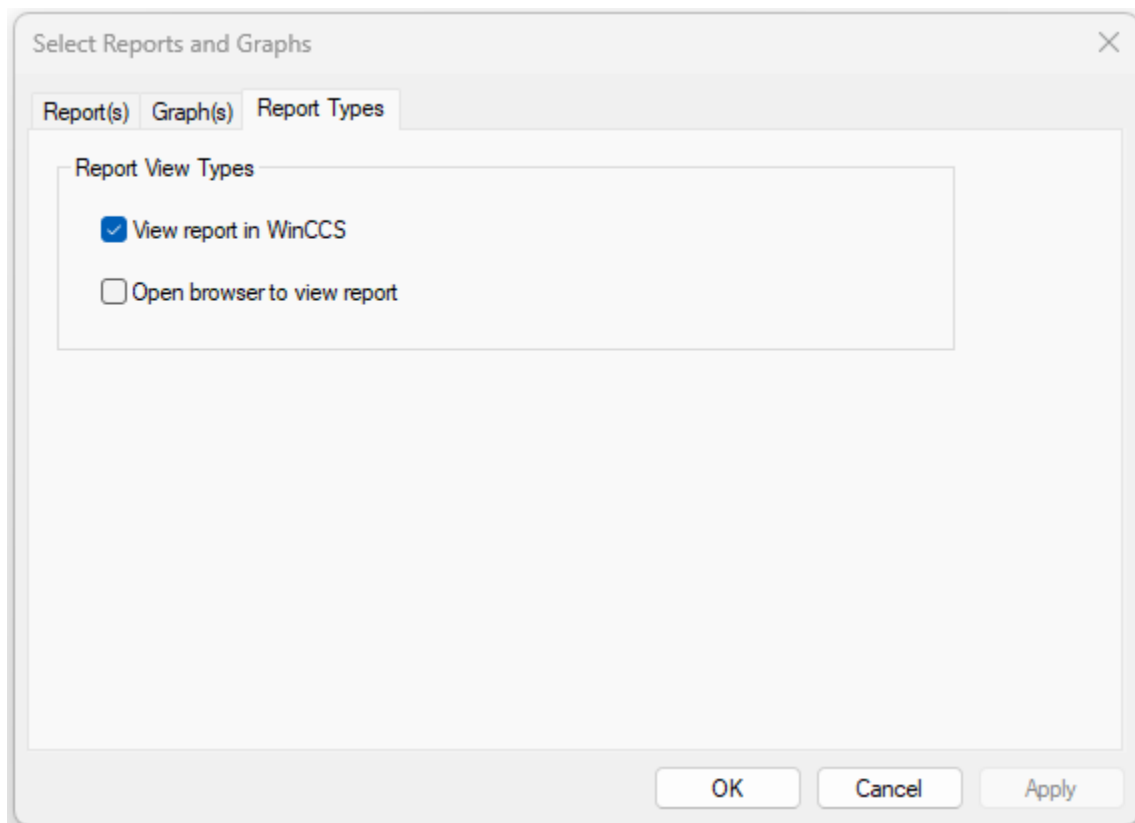 Select Reports and Graphs
Report(s) Graph(s) Report Types
Report View Types
View report in WinCCS
Open browser to view report
OK Cancel Apply